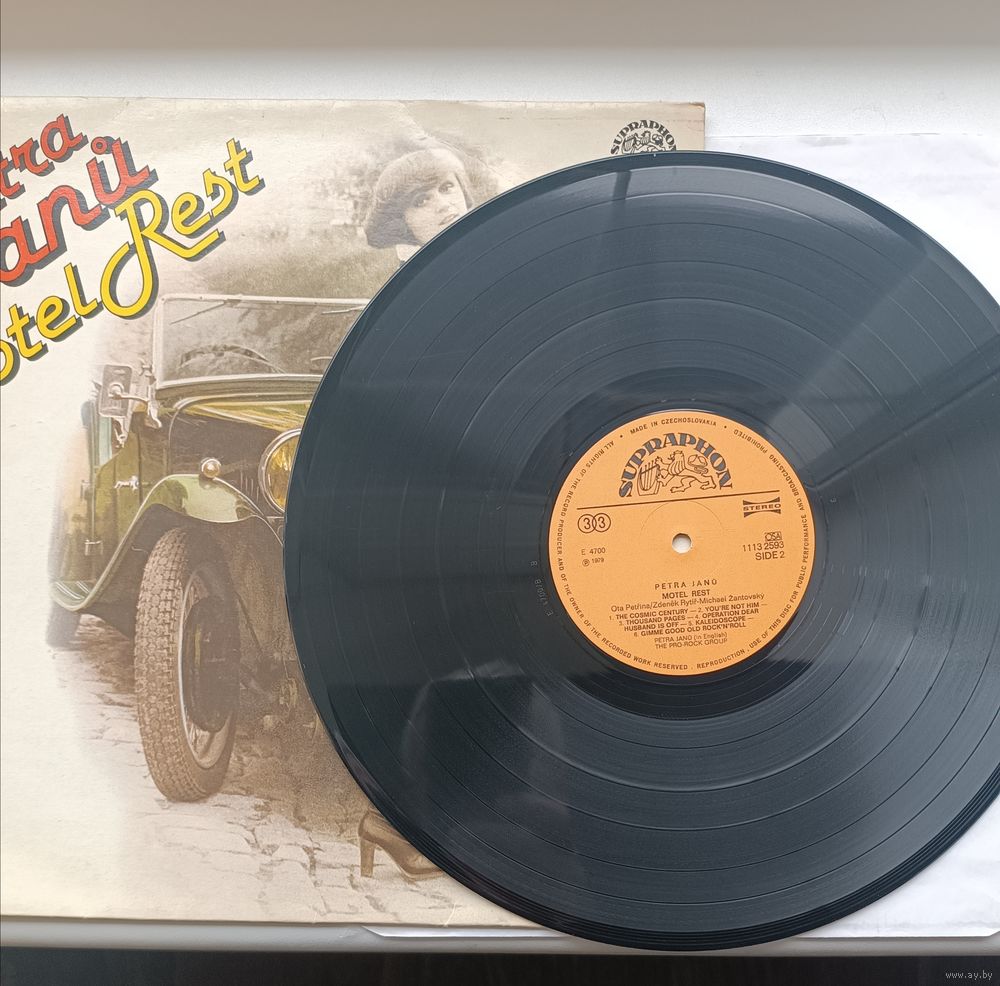 tra
anů
otel Rest
SUPRAPHON
ALL RIGHTS OF THE RECORD PRODUCER AND OF THE OWNER OF THE RECORDED WORK RESERVED . REPRODUCTION . USE OF THIS DISC FOR PUBLIC PERFORMANCE AND BROADCASTING PROHIBITED • MADE IN CZECHOSLOVAKIA •
SUPRAPHON
33
STEREO
E 4700
℗ 1979
OSA
1113 2593
SIDE 2
PETRA JANŮ
MOTEL REST
Ota Petřina/Zdeněk Rytíř-Michael Žantovský
1. THE COSMIC CENTURY — 2. YOU'RE NOT HIM —
3. THOUSAND PAGES — 4. OPERATION DEAR
HUSBAND IS OFF — 5. KALEIDOSCOPE —
6. GIMME GOOD OLD ROCK'N'ROLL
PETRA JANŮ (in English)
THE PRO-ROCK GROUP
www.ay.by